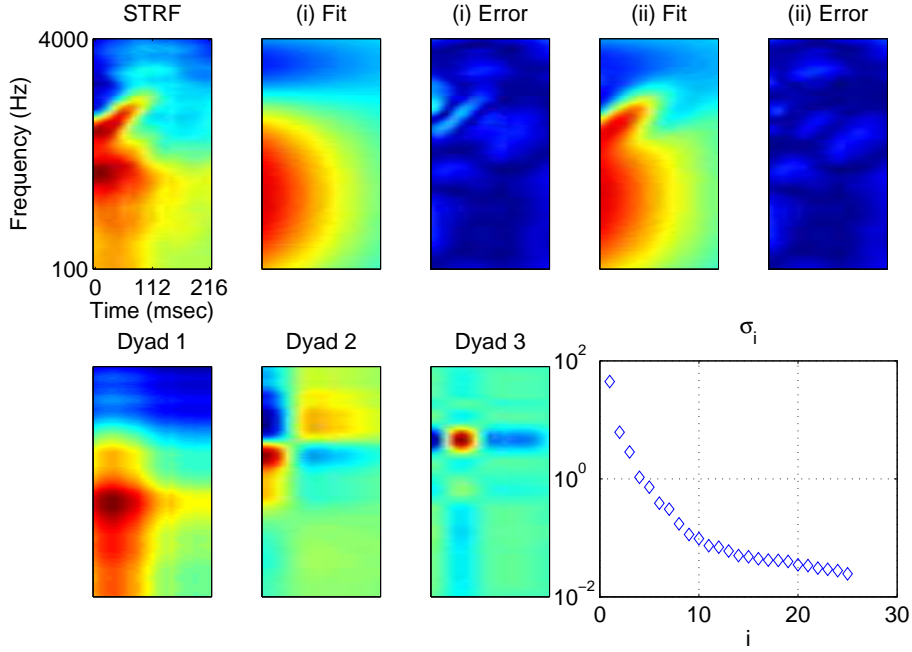 STRF (i) Fit (i) Error (ii) Fit (ii) Error
4000
Frequency (Hz)
100
0 112 216
Time (msec)
Dyad 1 Dyad 2 Dyad 3 σi
10^2
10^0
10^-2
0 10 20 30
i